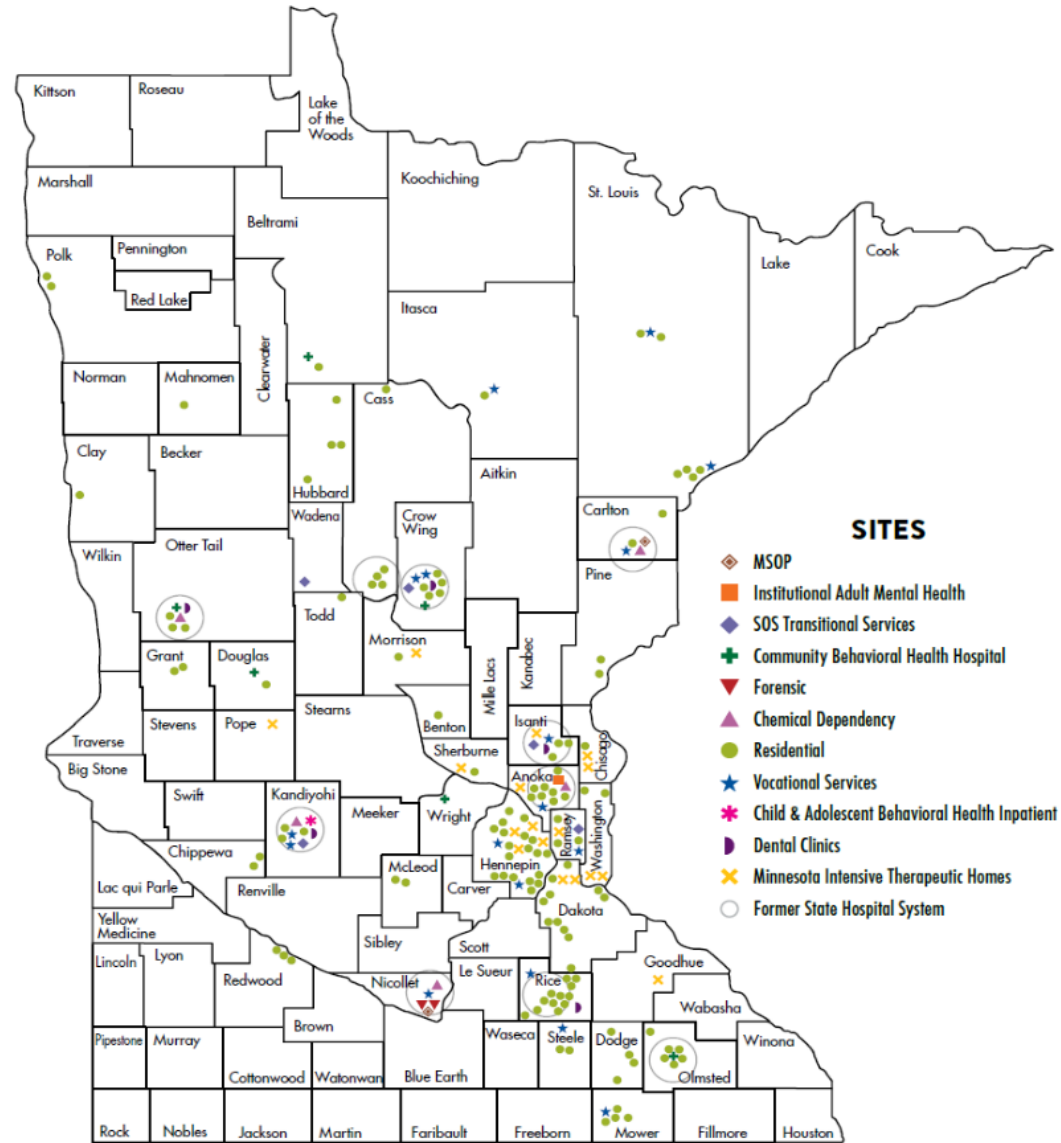 Kittson
Roseau
Lake
of the
Woods
Koochiching
St. Louis
Marshall
Beltrami
Cook
Lake
Polk
Pennington
Red Lake
Itasca
Clearwater
Norman
Mahnomen
Cass
Clay
Becker
Hubbard
Aitkin
Wadena
Crow
Wing
Carlton
Wilkin
Otter Tail
Pine
Todd
Morrison
Mille Lacs
Kanabec
Grant
Douglas
Stearns
Benton
Isanti
Chisago
Traverse
Stevens
Pope
Sherburne
Big Stone
Anoka
Swift
Kandiyohi
Meeker
Wright
Ramsey
Washington
Hennepin
Chippewa
McLeod
Lac qui Parle
Renville
Carver
Dakota
Yellow
Medicine
Sibley
Scott
Lincoln
Lyon
Redwood
Nicollet
Le Sueur
Rice
Goodhue
Wabasha
Brown
Pipestone
Murray
Cottonwood
Watonwan
Blue Earth
Waseca
Steele
Dodge
Olmsted
Winona
Rock
Nobles
Jackson
Martin
Faribault
Freeborn
Mower
Fillmore
Houston
SITES
MSOP
Institutional Adult Mental Health
SOS Transitional Services
Community Behavioral Health Hospital
Forensic
Chemical Dependency
Residential
Vocational Services
Child & Adolescent Behavioral Health Inpatient
Dental Clinics
Minnesota Intensive Therapeutic Homes
Former State Hospital System